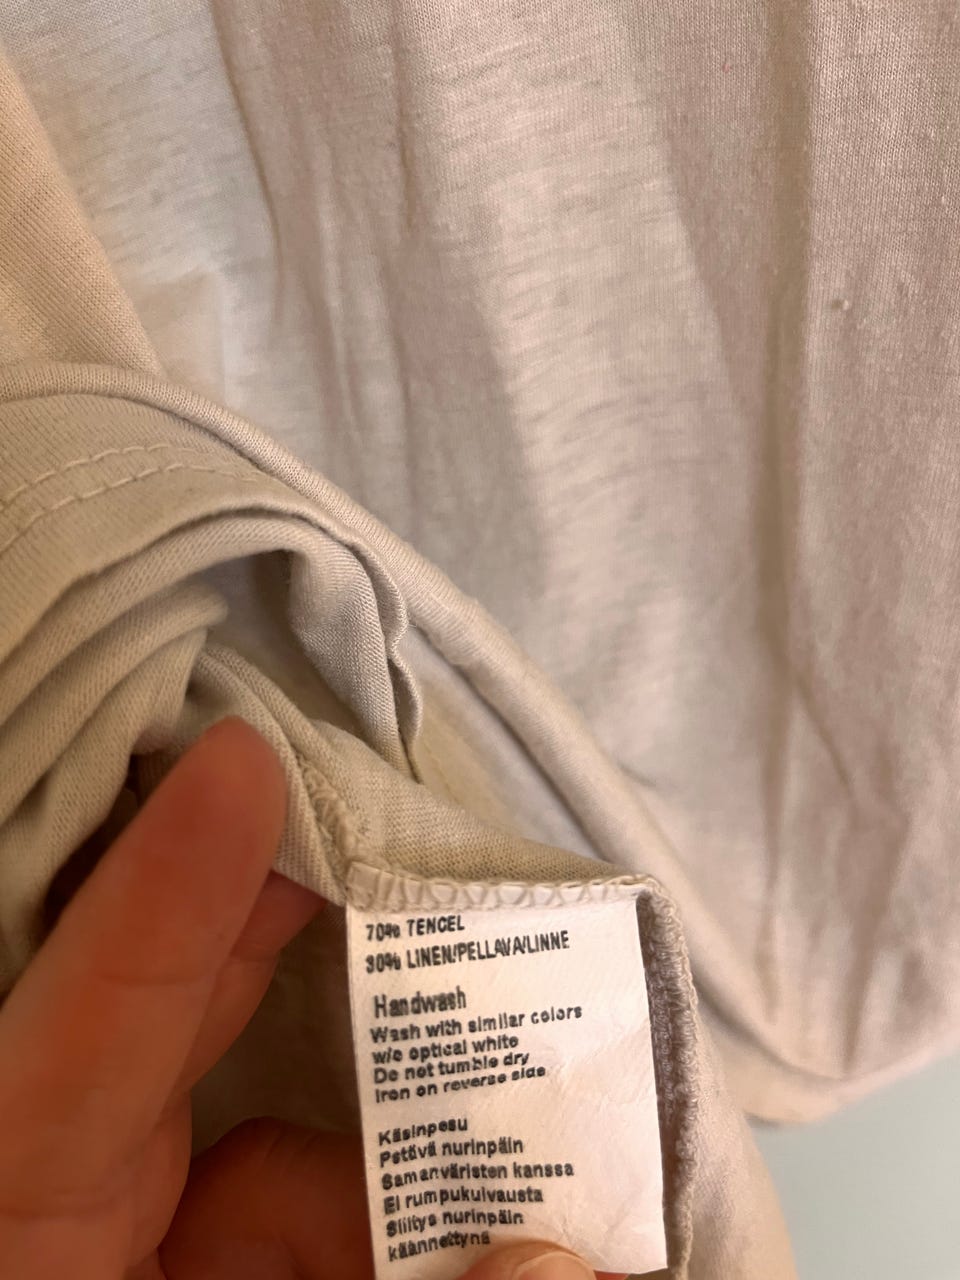 70% TENCEL
30% LINEN/PELLAVA/LINNE
Handwash
Wash with similar colors
w/o optical white
Do not tumble dry
Iron on reverse side
Käsinpesu
Pestävä nurinpäin
Samanväristen kanssa
Ei rumpukuivausta
Silitys nurinpäin
käännettynä